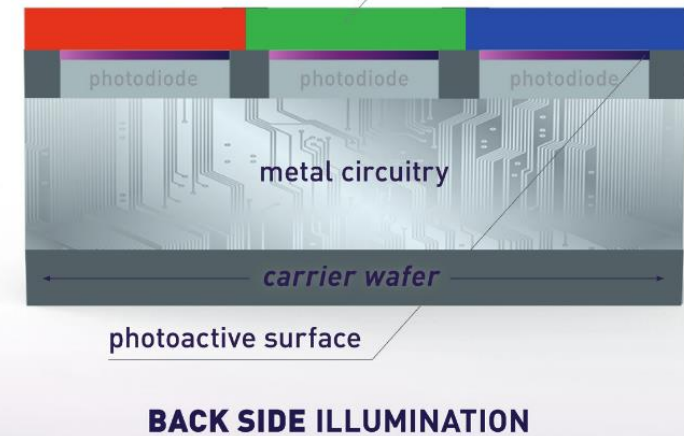 photodiode photodiode photodiode
metal circuitry
carrier wafer
photoactive surface
BACK SIDE ILLUMINATION